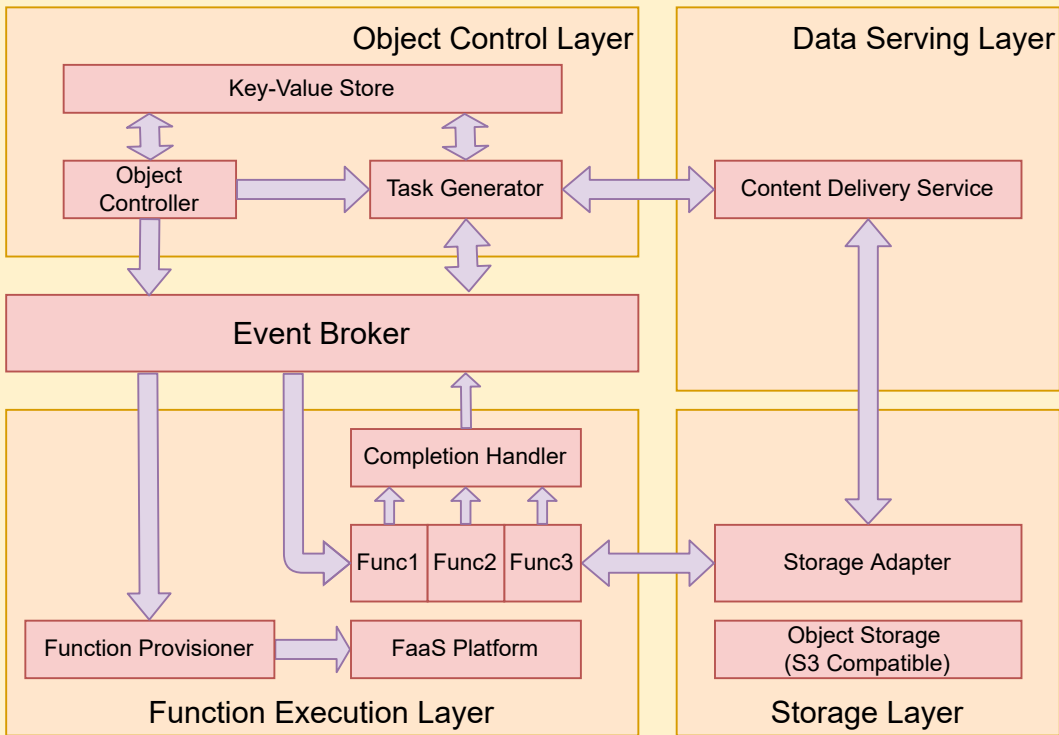 Object Control Layer
Key-Value Store
Object
Controller
Task Generator
Data Serving Layer
Content Delivery Service
Event Broker
Completion Handler
Func1
Func2
Func3
Function Provisioner
FaaS Platform
Function Execution Layer
Storage Adapter
Object Storage
(S3 Compatible)
Storage Layer